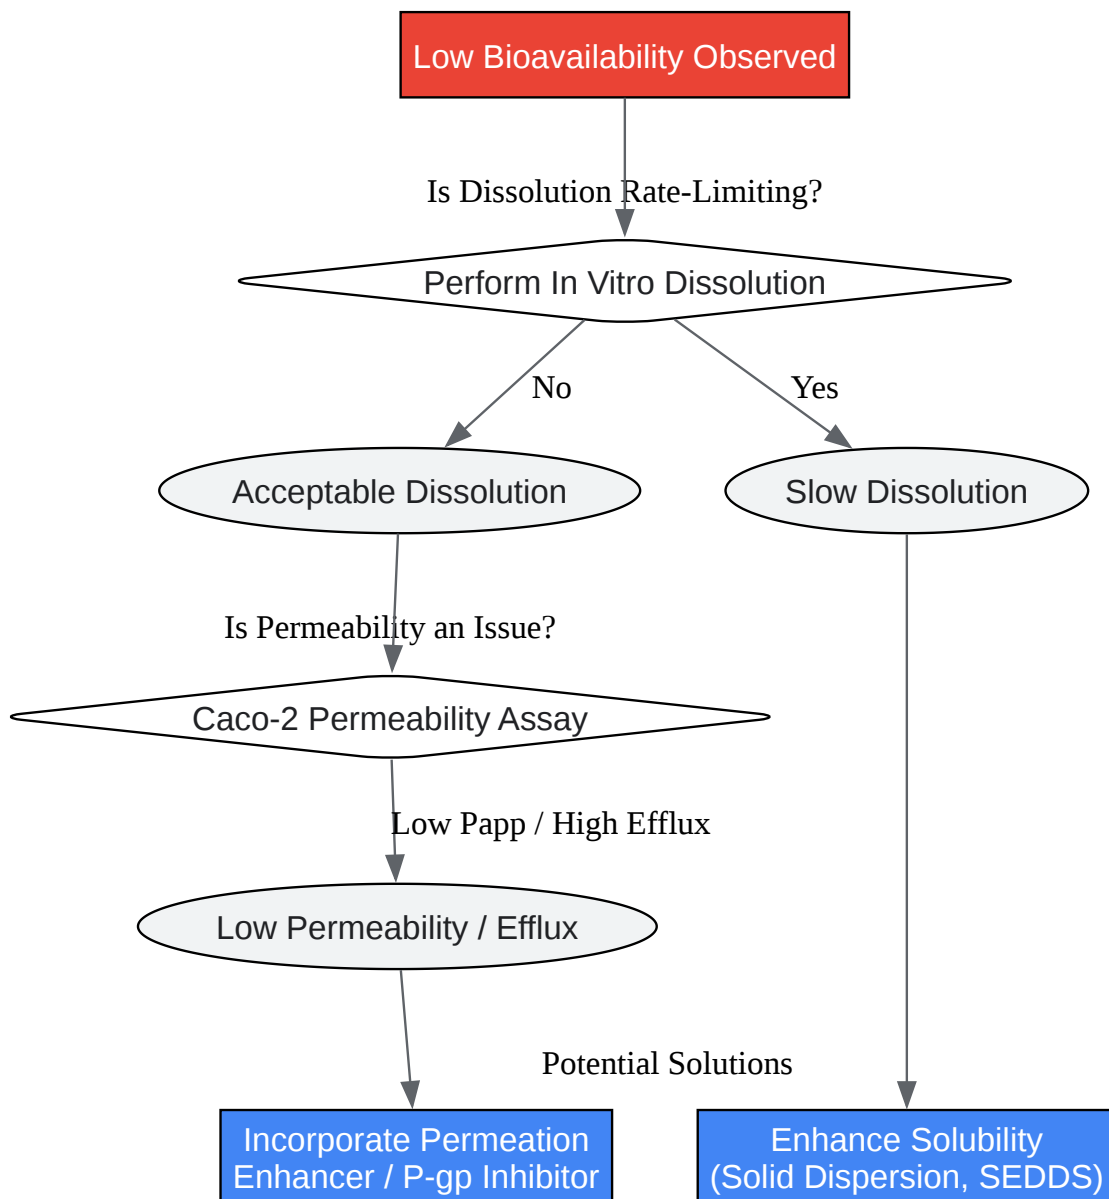 Low Bioavailability Observed
Is Dissolution Rate-Limiting?
Perform In Vitro Dissolution
No
Yes
Acceptable Dissolution
Slow Dissolution
Is Permeability an Issue?
Caco-2 Permeability Assay
Low Papp / High Efflux
Low Permeability / Efflux
Potential Solutions
Incorporate Permeation
Enhancer / P-gp Inhibitor
Enhance Solubility
(Solid Dispersion, SEDDS)